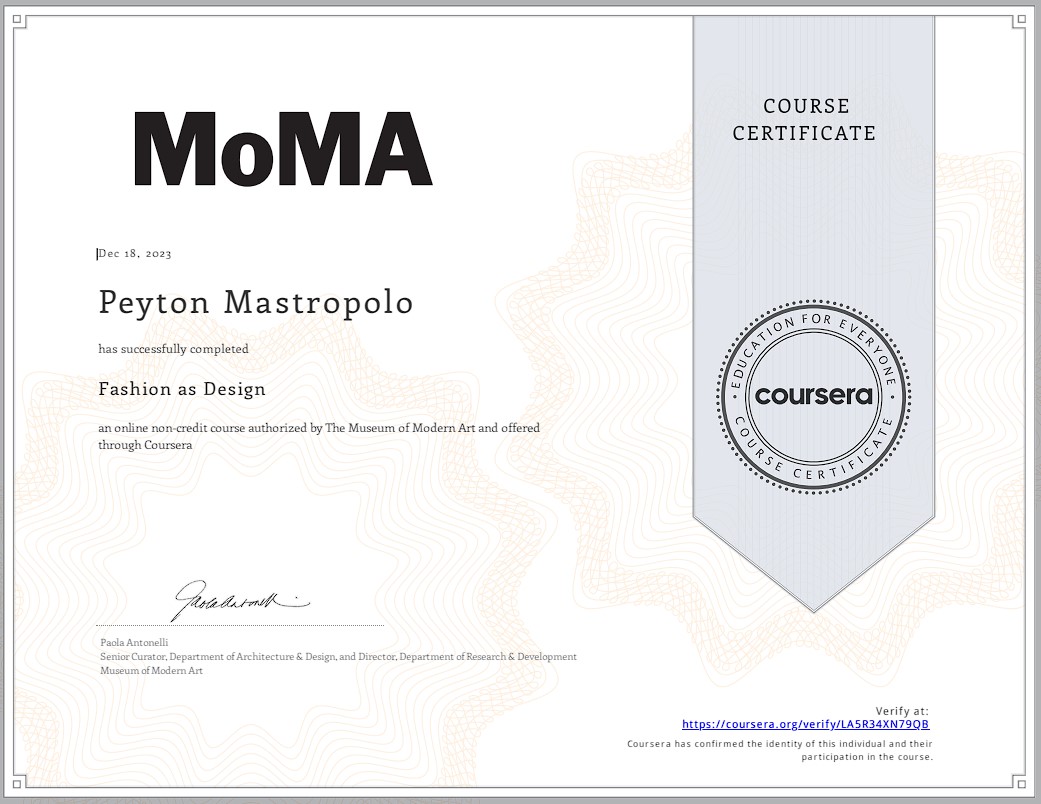 MoMA
COURSE
CERTIFICATE
Dec 18, 2023
Peyton Mastropolo
has successfully completed
Fashion as Design
an online non-credit course authorized by The Museum of Modern Art and offered
through Coursera
EDUCATION FOR EVERYONE
coursera
COURSE CERTIFICATE
Paola Antonelli
Paola Antonelli
Senior Curator, Department of Architecture & Design, and Director, Department of Research & Development
Museum of Modern Art
Verify at:
https://coursera.org/verify/LA5R34XN79QB
Coursera has confirmed the identity of this individual and their
participation in the course.